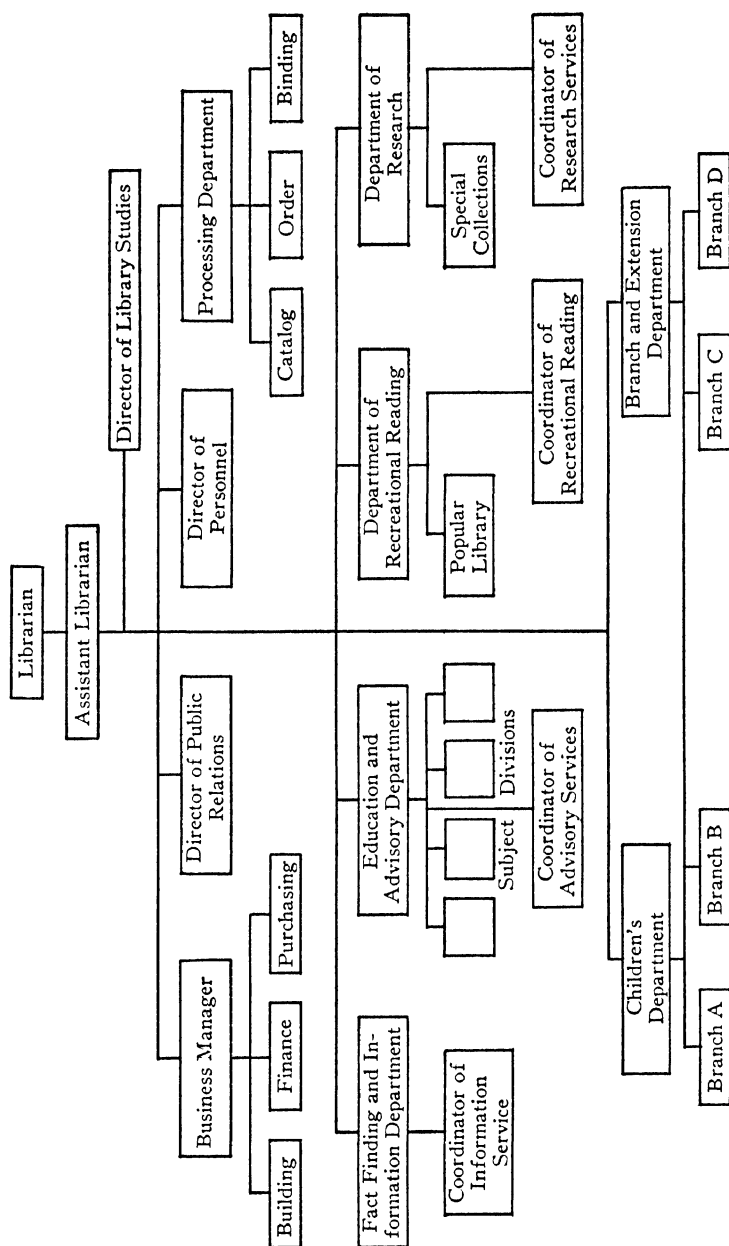 Librarian
Assistant Librarian
Director of Library Studies
Business Manager
Director of Public
Relations
Director of
Personnel
Processing Department
Building
Finance
Purchasing
Catalog
Order
Binding
Fact Finding and In-
formation Department
Education and
Advisory Department
Department of
Recreational Reading
Department of
Research
Coordinator of
Information
Service
Subject
Divisions
Coordinator of
Advisory Services
Popular
Library
Coordinator of
Recreational Reading
Special
Collections
Coordinator of
Research Services
Children's
Department
Branch and Extension
Department
Branch A
Branch B
Branch C
Branch D